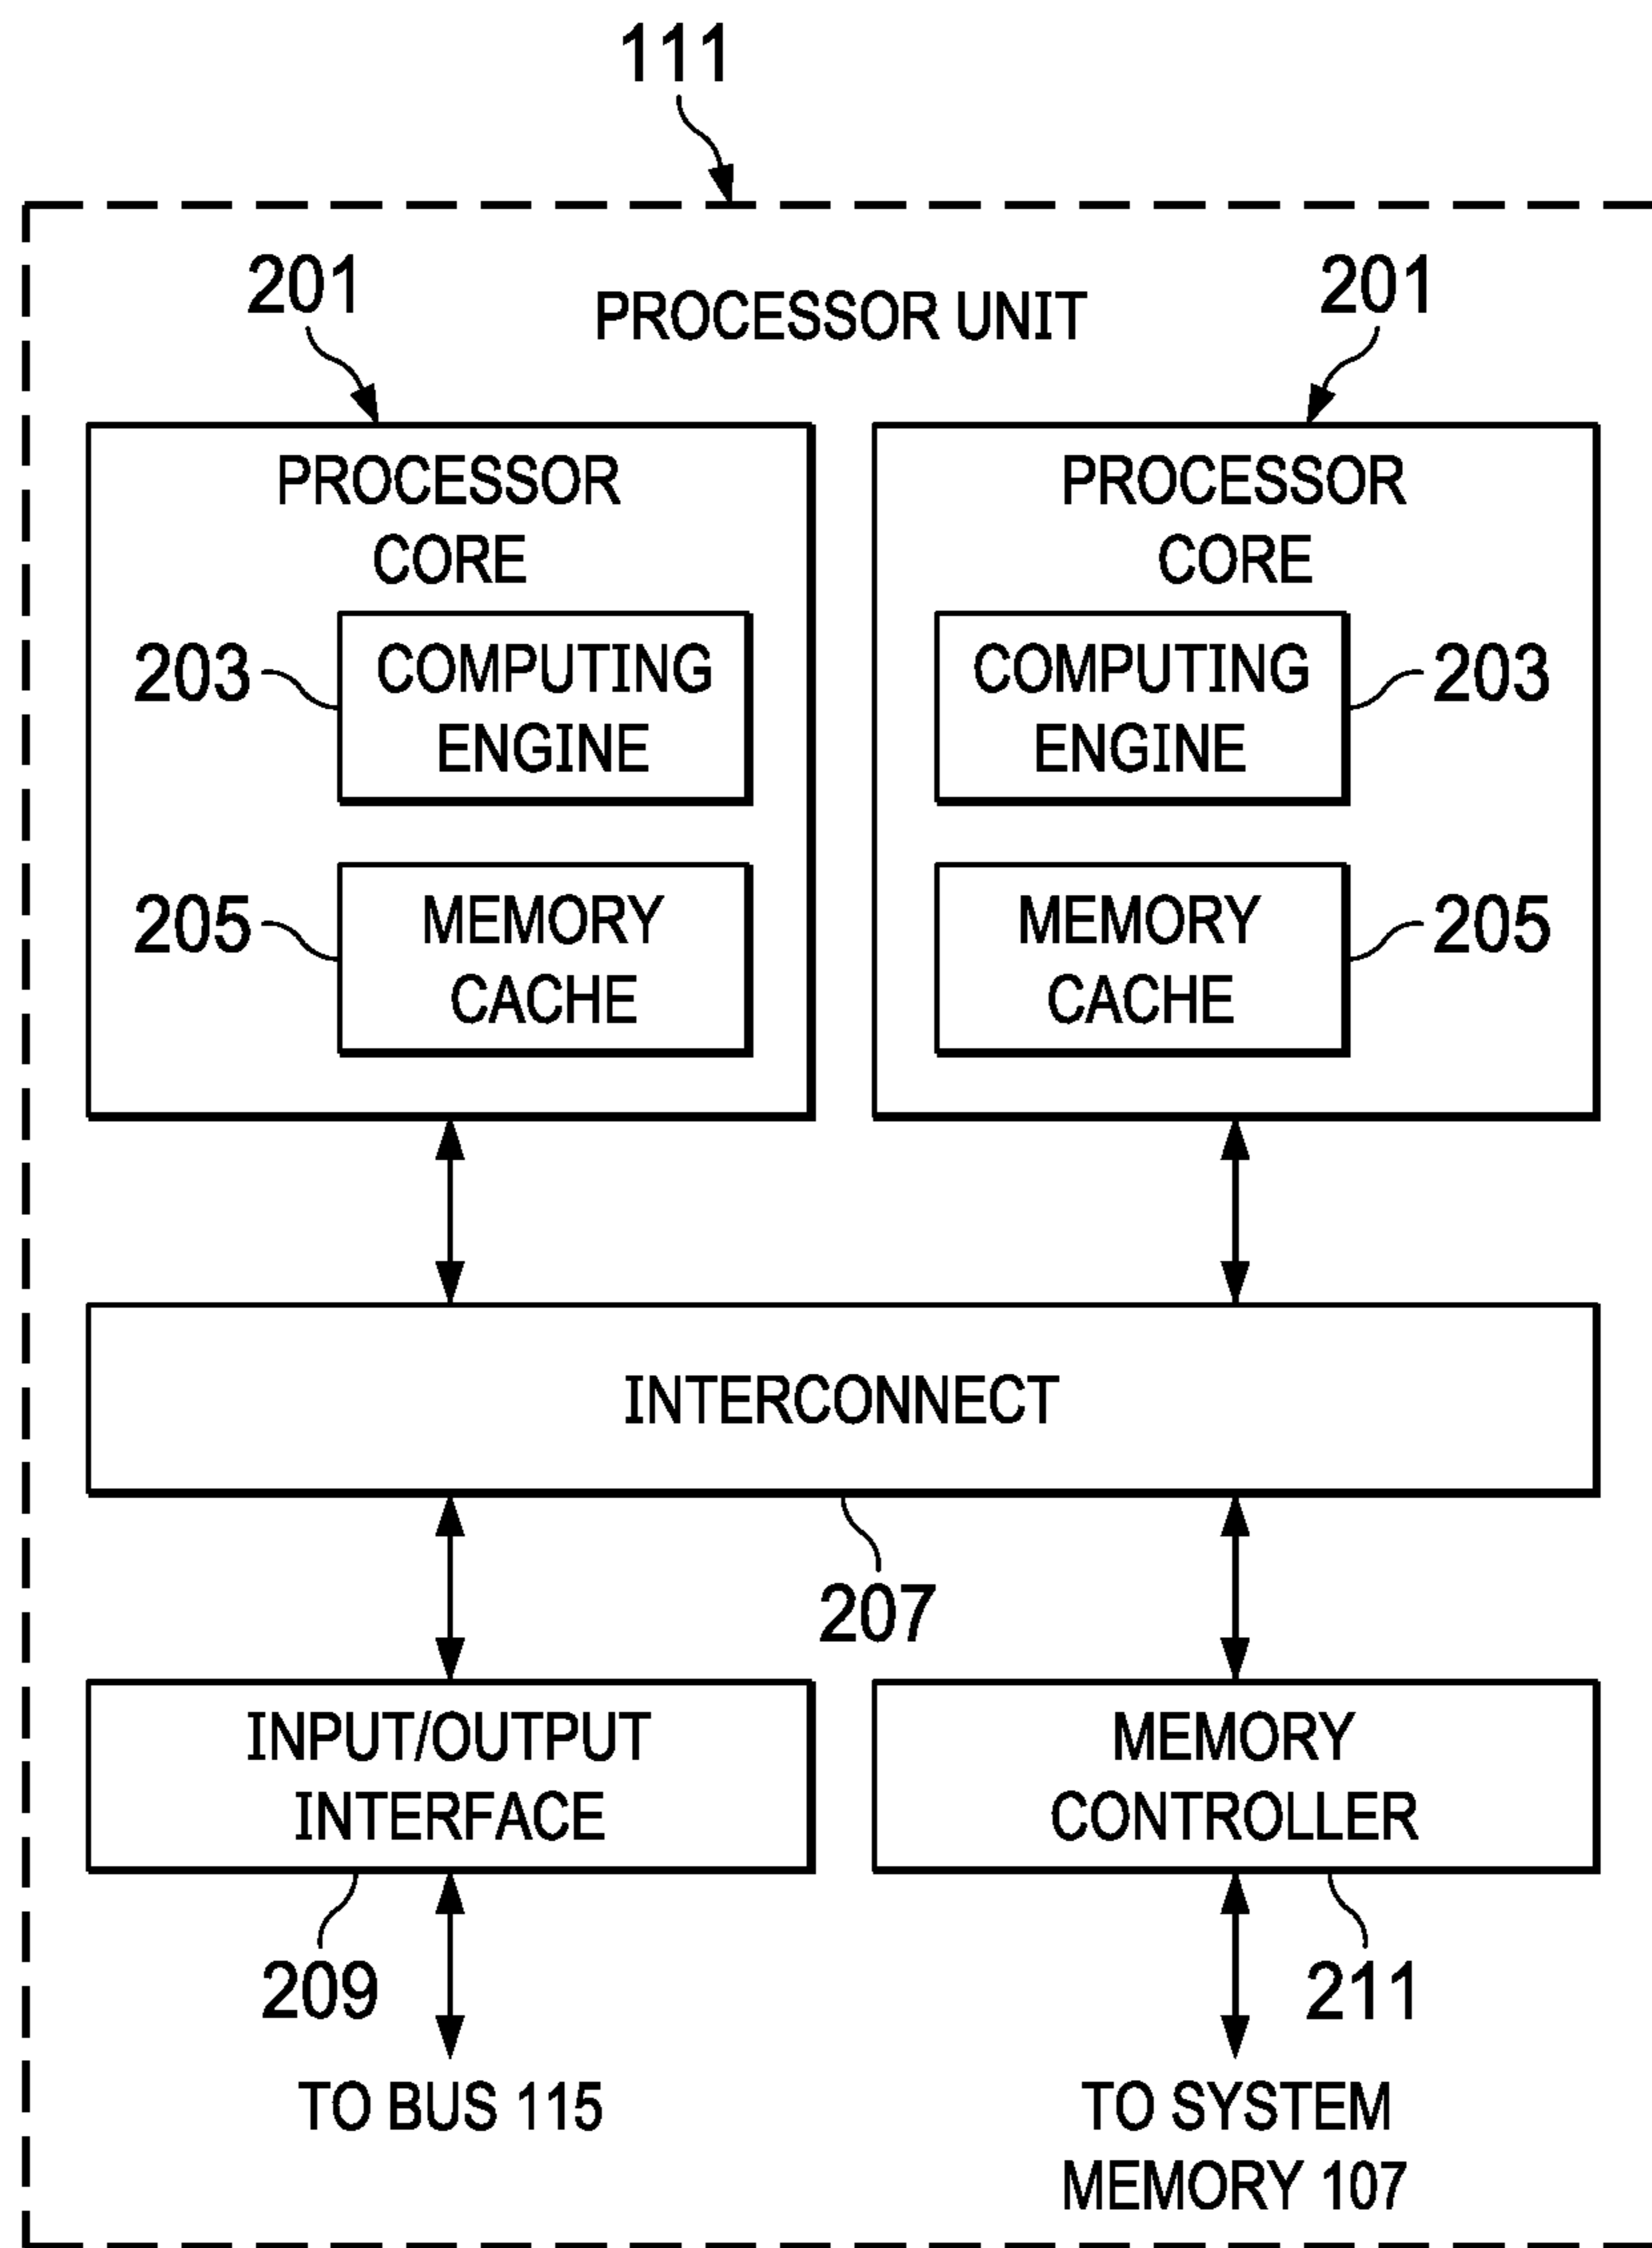 111
201
PROCESSOR UNIT
201
PROCESSOR
CORE
PROCESSOR
CORE
203
COMPUTING
ENGINE
COMPUTING
ENGINE
203
205
MEMORY
CACHE
MEMORY
CACHE
205
INTERCONNECT
207
INPUT/OUTPUT
INTERFACE
MEMORY
CONTROLLER
209
211
TO BUS 115
TO SYSTEM
MEMORY 107